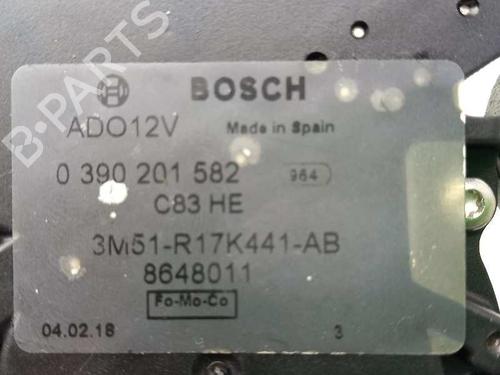 BOSCH
ADO12V Made in Spain
0 390 201 582 964
C83 HE
3M51-R17K441-AB
8648011
Fo-Mo-Co
04.02.18 3
B-PARTS